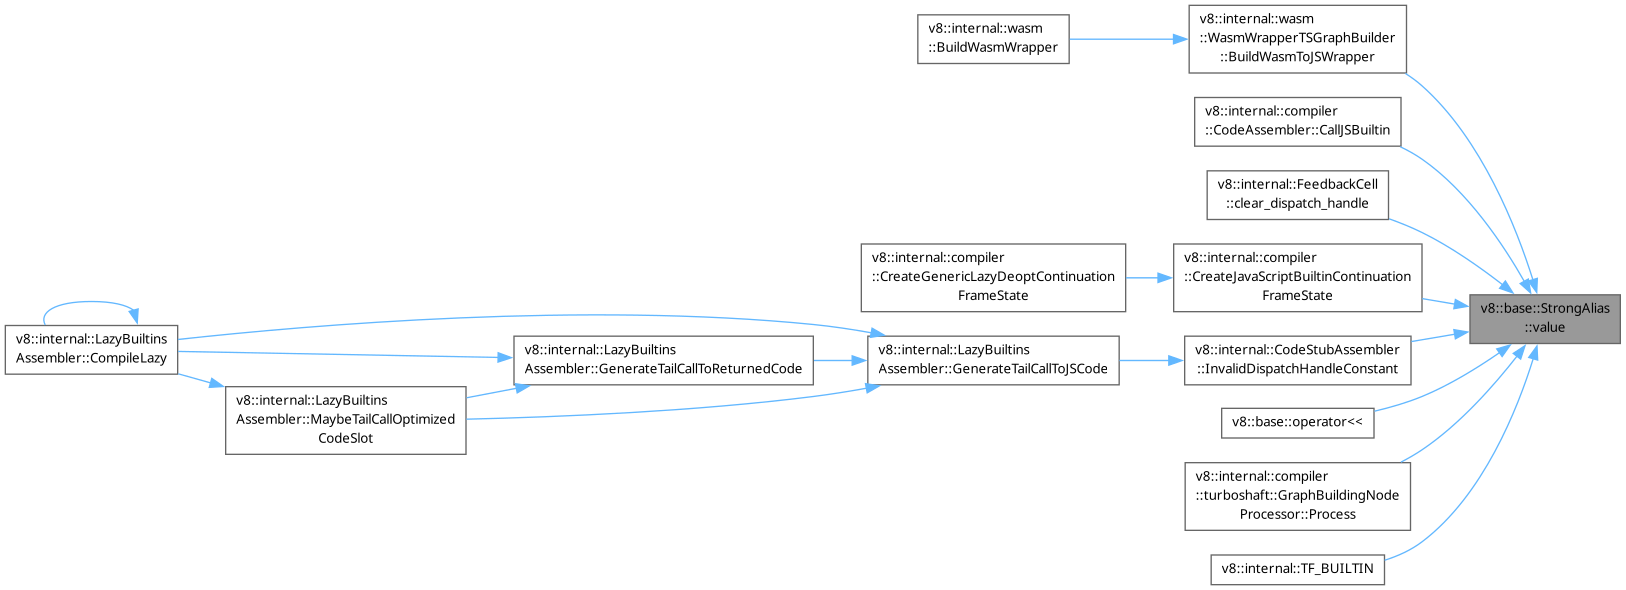 v8::internal::wasm
::BuildWasmWrapper
v8::internal::wasm
::WasmWrapperTSGraphBuilder
::BuildWasmToJSWrapper
v8::internal::compiler
::CodeAssembler::CallJSBuiltin
v8::internal::FeedbackCell
::clear_dispatch_handle
v8::internal::compiler
::CreateGenericLazyDeoptContinuation
FrameState
v8::internal::compiler
::CreateJavaScriptBuiltinContinuation
FrameState
v8::base::StrongAlias
::value
v8::internal::LazyBuiltins
Assembler::CompileLazy
v8::internal::LazyBuiltins
Assembler::GenerateTailCallToReturnedCode
v8::internal::LazyBuiltins
Assembler::GenerateTailCallToJSCode
v8::internal::CodeStubAssembler
::InvalidDispatchHandleConstant
v8::internal::LazyBuiltins
Assembler::MaybeTailCallOptimized
CodeSlot
v8::base::operator<<
v8::internal::compiler
::turboshaft::GraphBuildingNode
Processor::Process
v8::internal::TF_BUILTIN